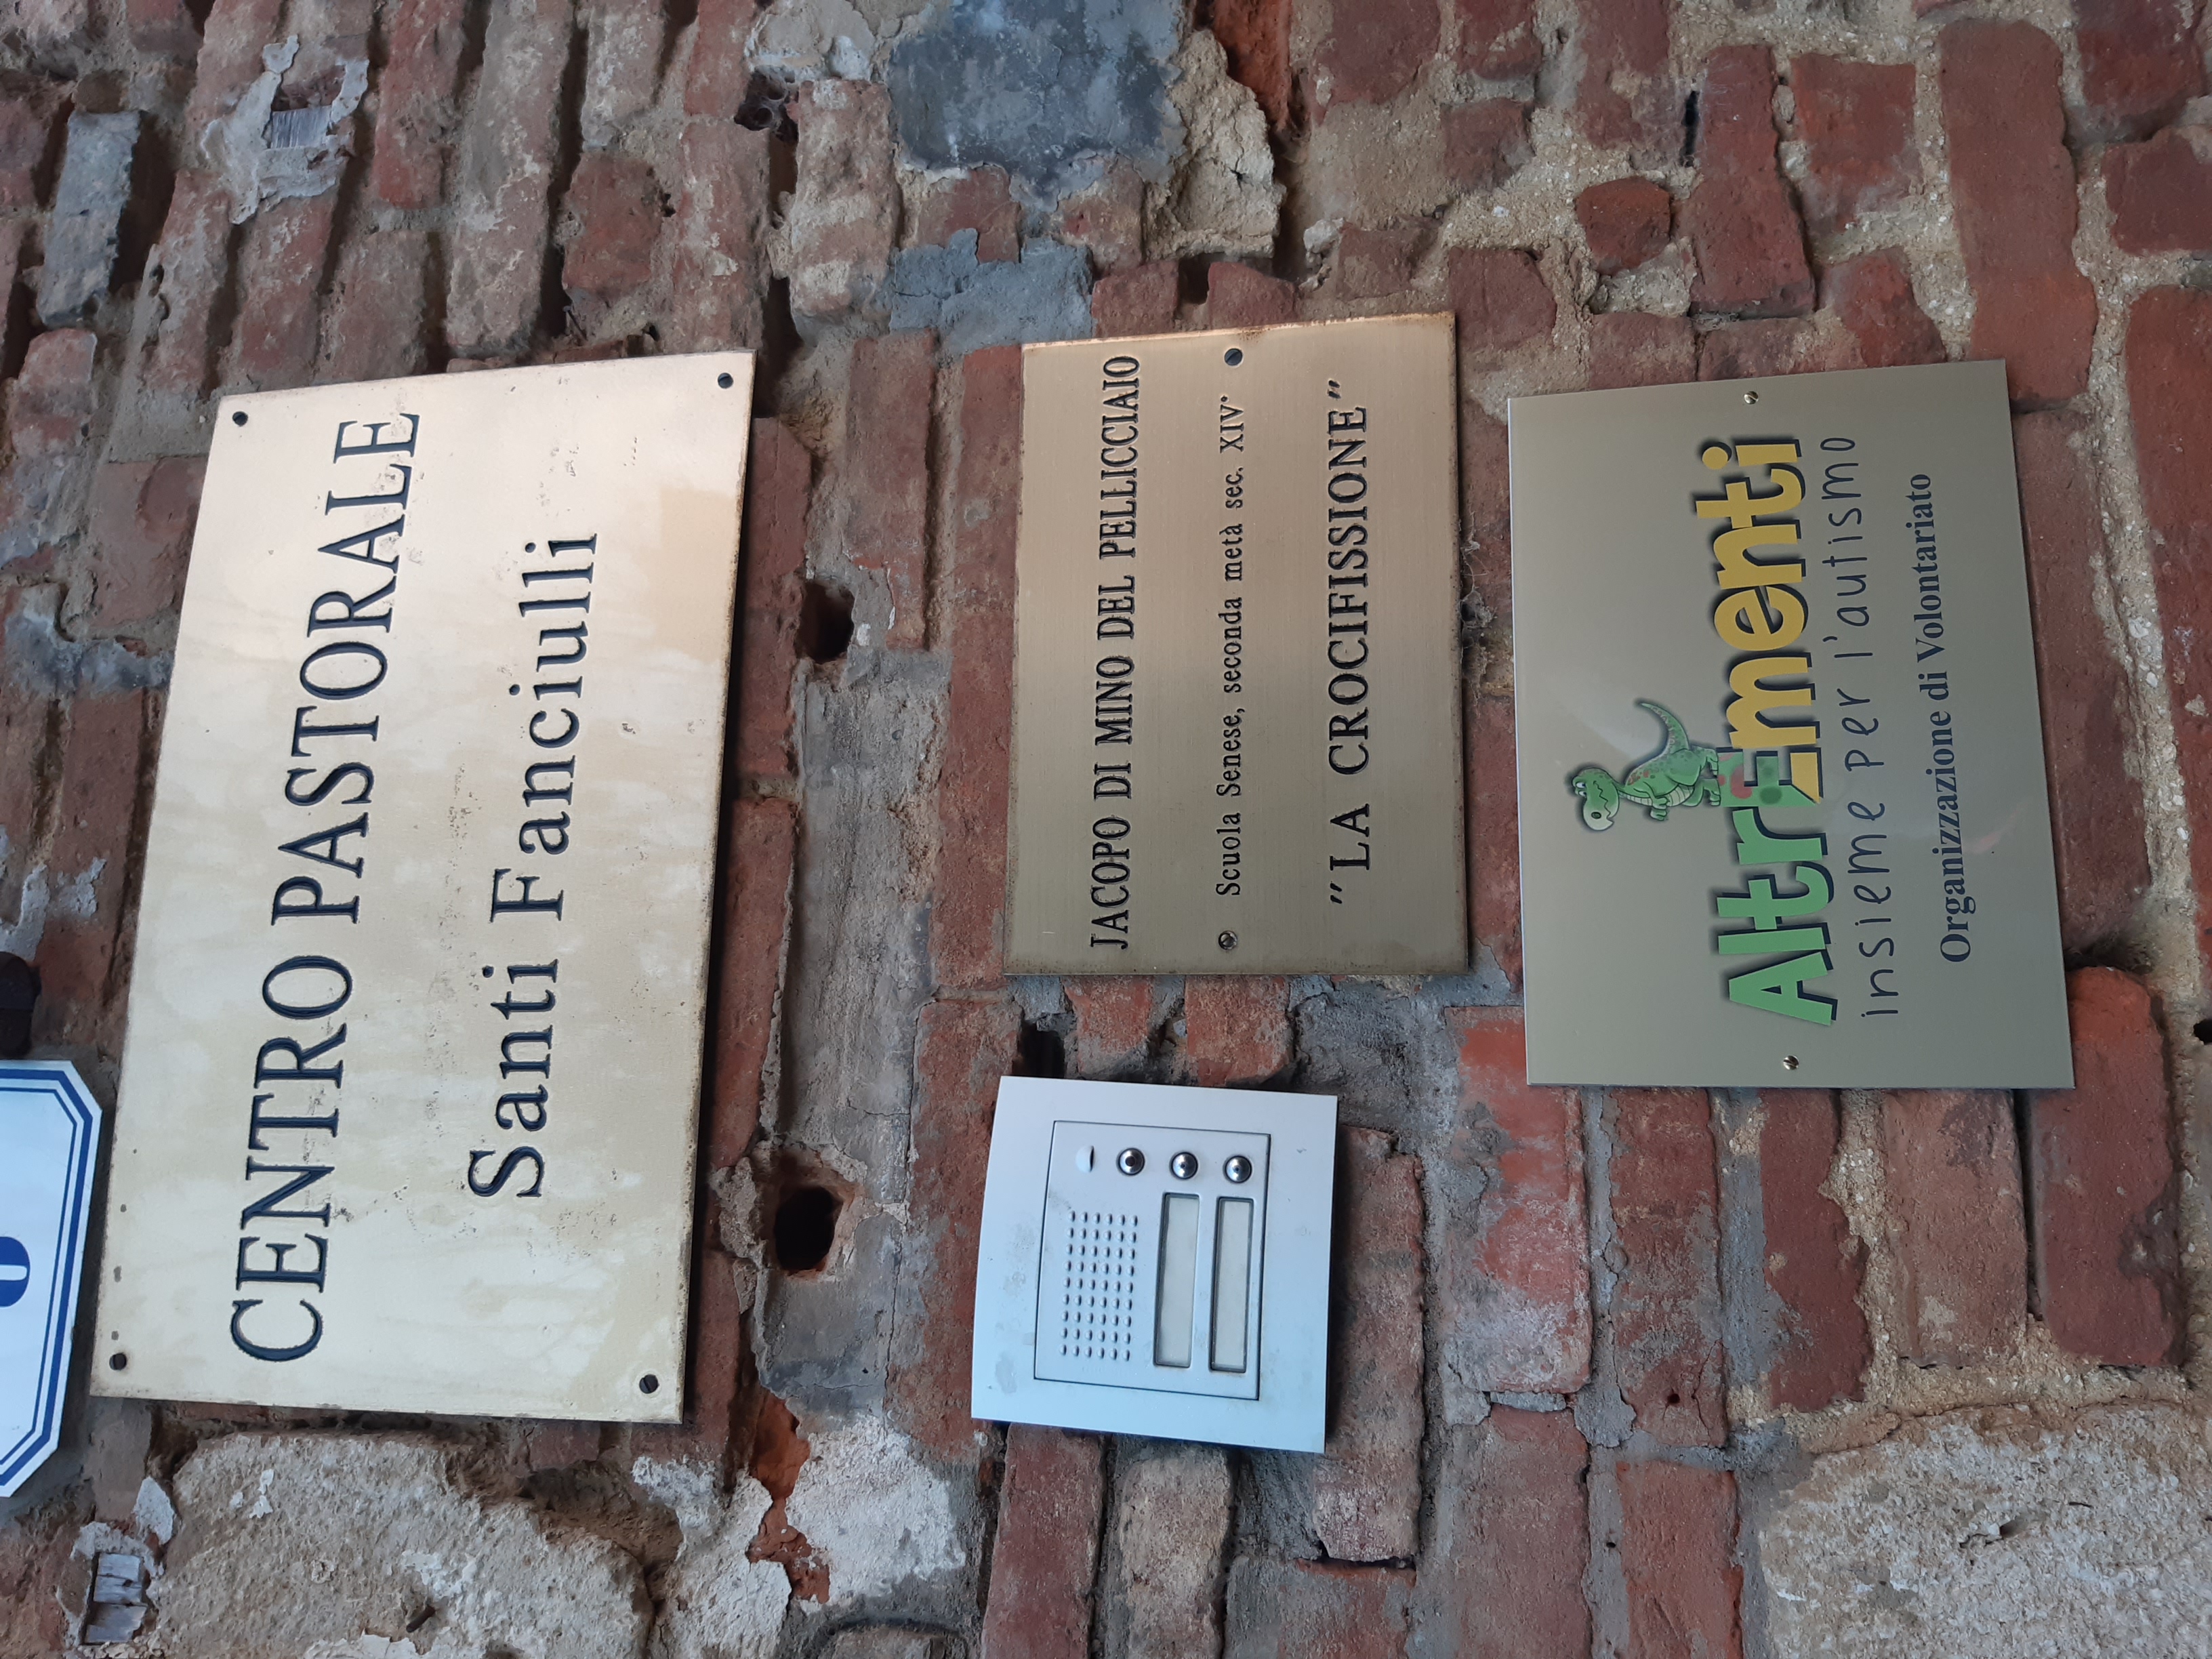 CENTRO PASTORALE
Santi Fanciulli
JACOPO DI MINO DEL PELLICCIAIO
Scuola Senese, seconda metà sec. XIV°
"LA CROCIFISSIONE"
AltrEmenti
insieme per l'autismo
Organizzazione di Volontariato